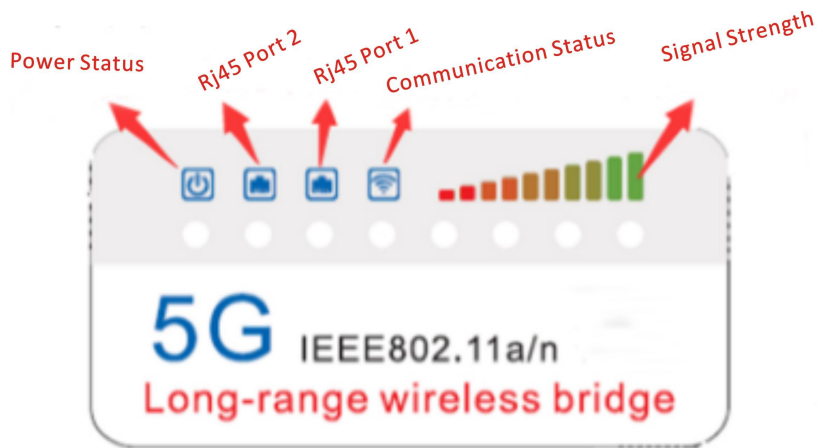 Power Status
Rj45 Port 2
Rj45 Port 1
Communication Status
Signal Strength
5G IEEE802.11a/n
Long-range wireless bridge